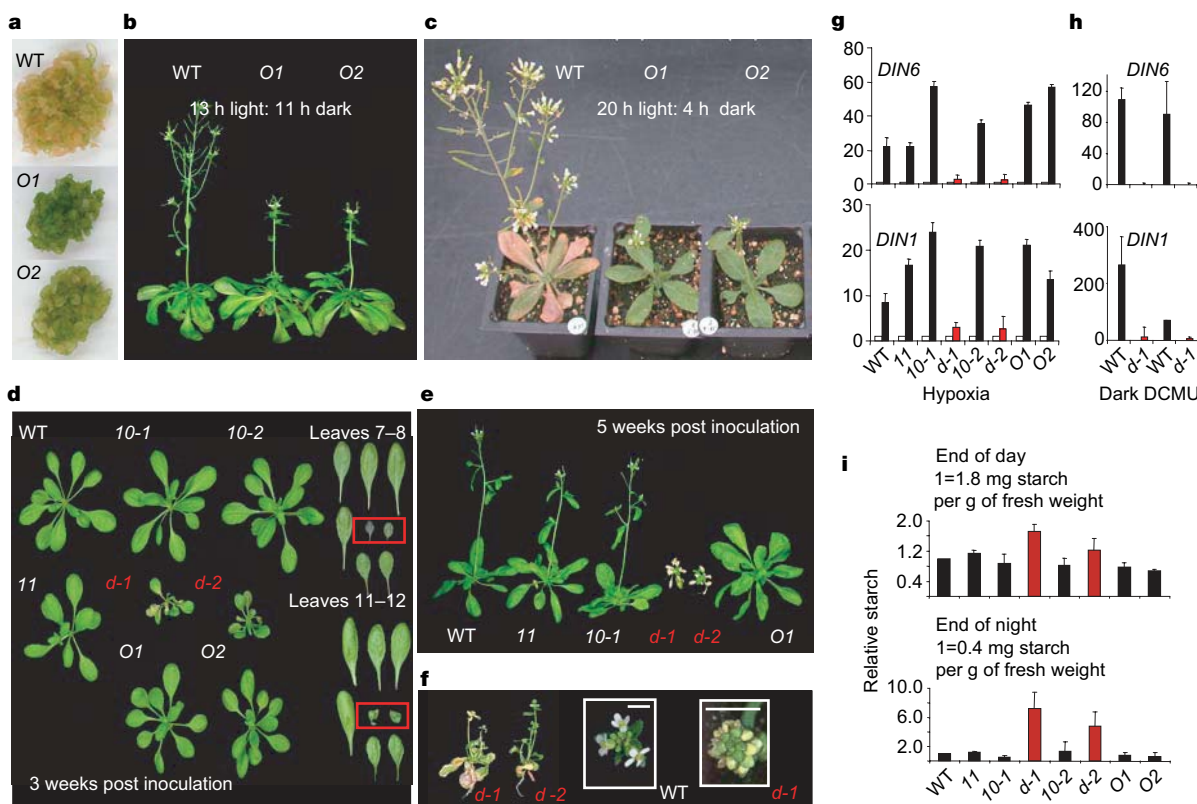 a
WT
O1
O2
b
WT O1 O2
13 h light: 11 h dark
c
WT O1 O2
20 h light: 4 h dark
d
WT 10-1 10-2 Leaves 7–8
11 d-1 d-2
Leaves 11–12
O1 O2
3 weeks post inoculation
e
5 weeks post inoculation
WT 11 10-1 d-1 d-2 O1
f
d-1 d-2 WT d-1
g
DIN6
60
40
20
0
DIN1
30
20
10
0
WT 11 10-1 d-1 10-2 d-2 O1 O2
Hypoxia
h
DIN6
120
80
40
0
DIN1
400
200
0
WT d-1 WT d-1
Dark DCMU
i
End of day
1=1.8 mg starch
per g of fresh weight
2.0
1.2
0.4
End of night
1=0.4 mg starch
per g of fresh weight
10.0
6.0
2.0
Relative starch
WT 11 10-1 d-1 10-2 d-2 O1 O2